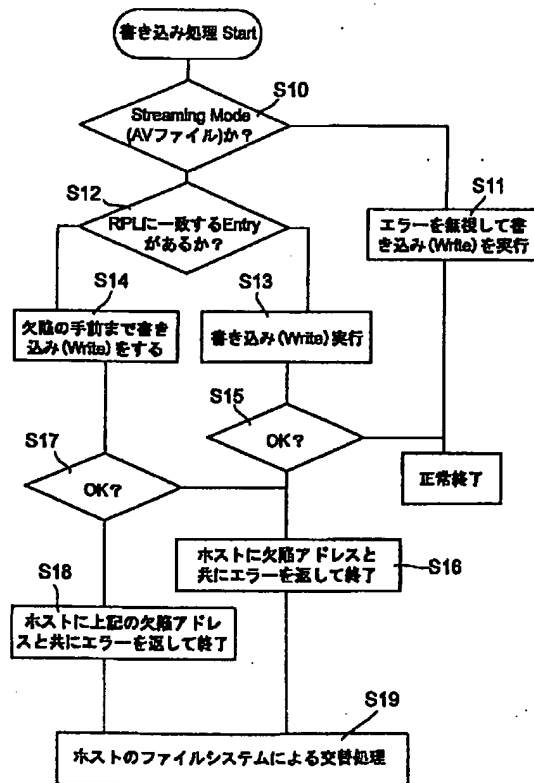 書き込み処理 Start
S10
Streaming Mode
(AVファイル)か?
S12
S11
RPLに一致するEntry
があるか?
エラーを無視して書
き込み(Write)を実行
S14
S13
欠陥の手前まで書き
込み(Write)をする
書き込み(Write)実行
S15
OK?
S17
OK?
正常終了
ホストに欠陥アドレスと
共にエラーを返して終了
S16
S18
ホストに上記の欠陥アドレ
スと共にエラーを返して終了
S19
ホストのファイルシステムによる交替処理